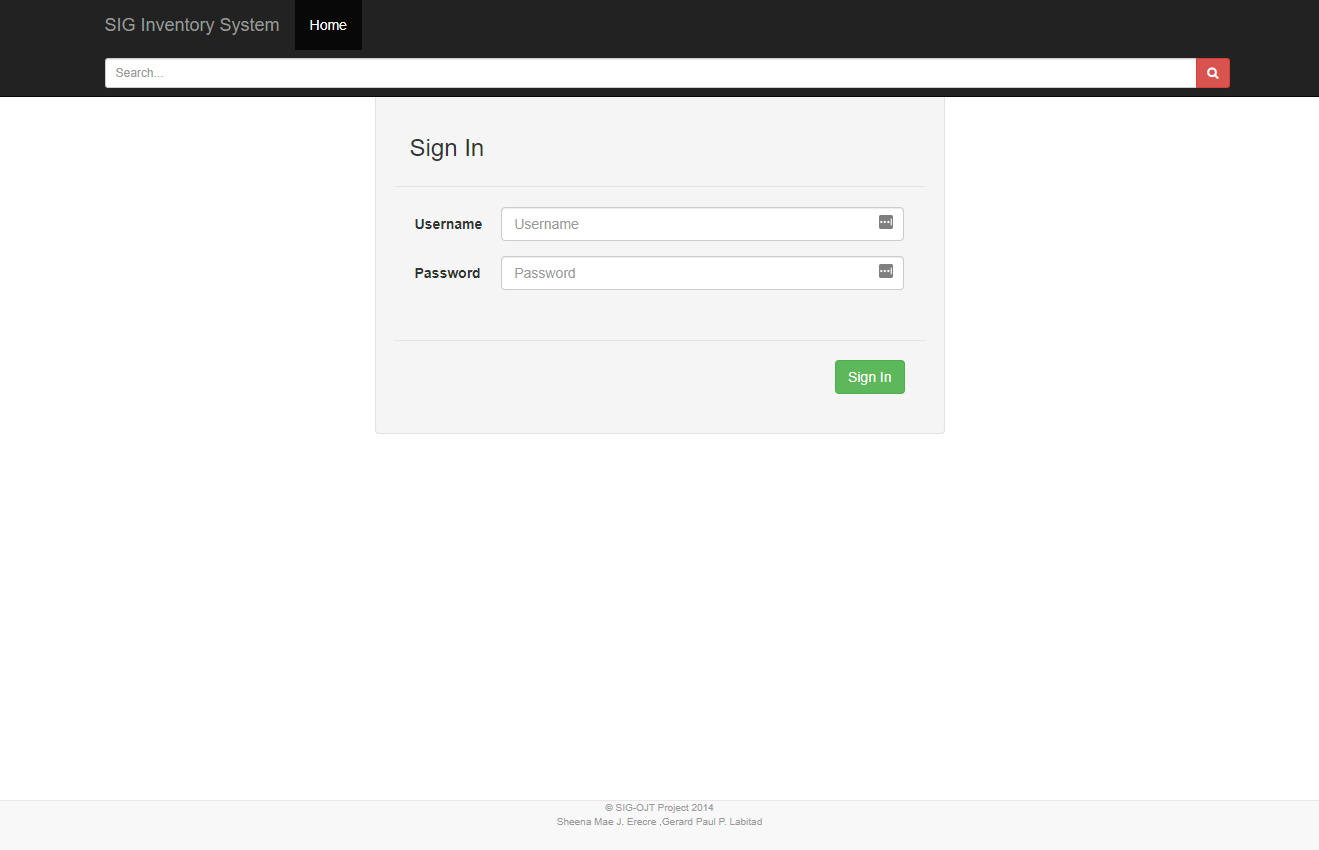 SIG Inventory System Home
Search...
Sign In
Username Username
Password Password
Sign In
© SIG-OJT Project 2014
Sheena Mae J. Erecre ,Gerard Paul P. Labitad